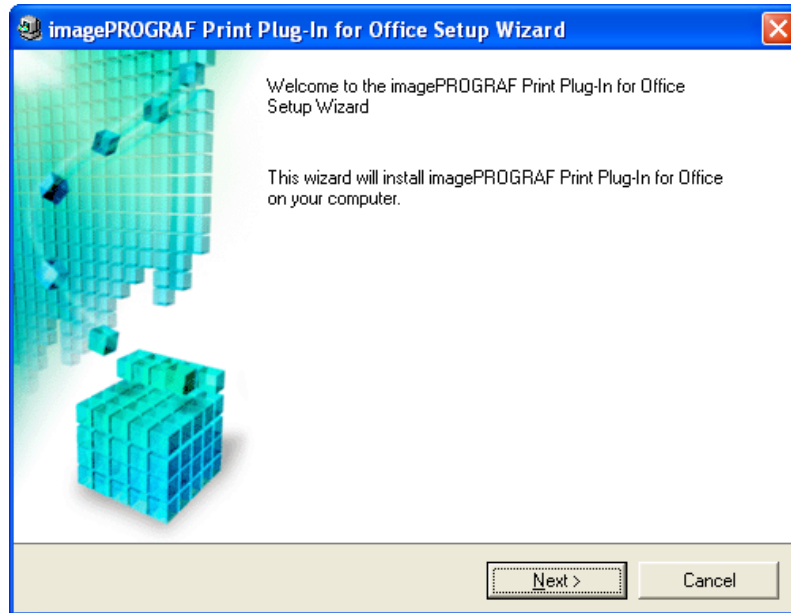 imagePROGRAF Print Plug-In for Office Setup Wizard
Welcome to the imagePROGRAF Print Plug-In for Office
Setup Wizard
This wizard will install imagePROGRAF Print Plug-In for Office
on your computer.
Next >
Cancel